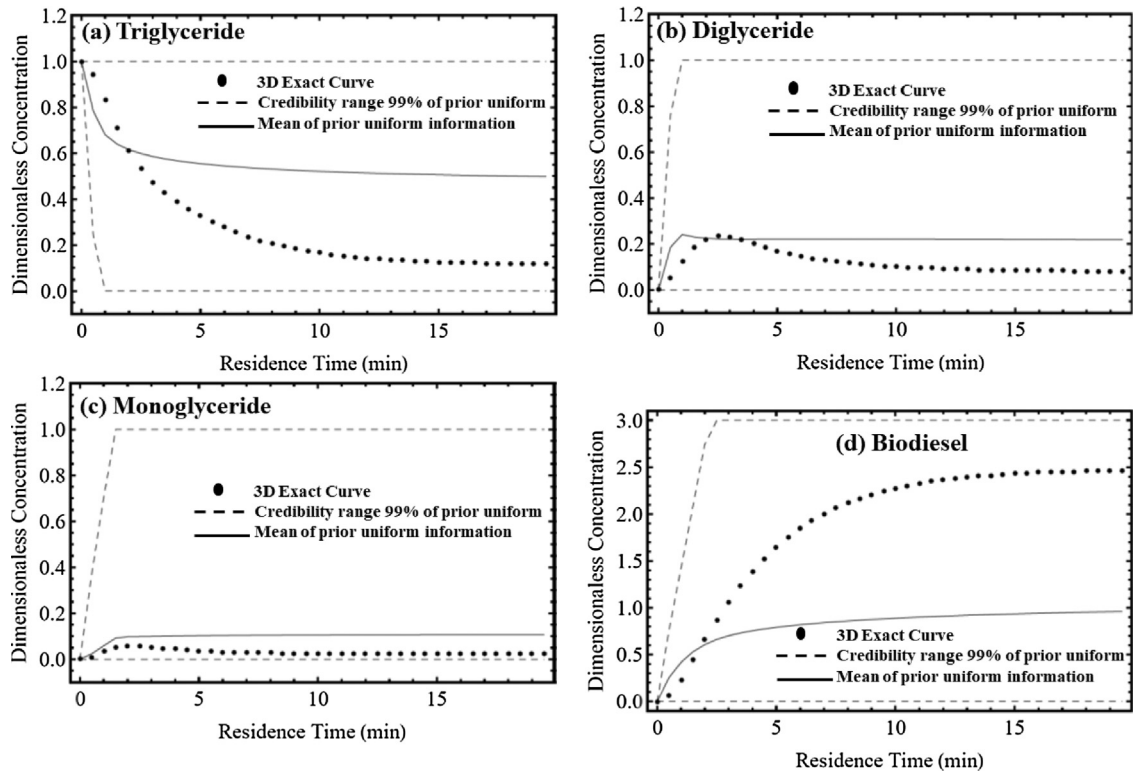 (a) Triglyceride
3D Exact Curve
Credibility range 99% of prior uniform
Mean of prior uniform information
Dimensionaless Concentration
1.2
1.0
0.8
0.6
0.4
0.2
0.0
0 5 10 15
Residence Time (min)
(b) Diglyceride
3D Exact Curve
Credibility range 99% of prior uniform
Mean of prior uniform information
Dimensionaless Concentration
1.2
1.0
0.8
0.6
0.4
0.2
0.0
0 5 10 15
Residence Time (min)
(c) Monoglyceride
3D Exact Curve
Credibility range 99% of prior uniform
Mean of prior uniform information
Dimensionaless Concentration
1.2
1.0
0.8
0.6
0.4
0.2
0.0
0 5 10 15
Residence Time (min)
(d) Biodiesel
3D Exact Curve
Credibility range 99% of prior uniform
Mean of prior uniform information
Dimensionaless Concentration
3.0
2.5
2.0
1.5
1.0
0.5
0.0
0 5 10 15
Residence Time (min)